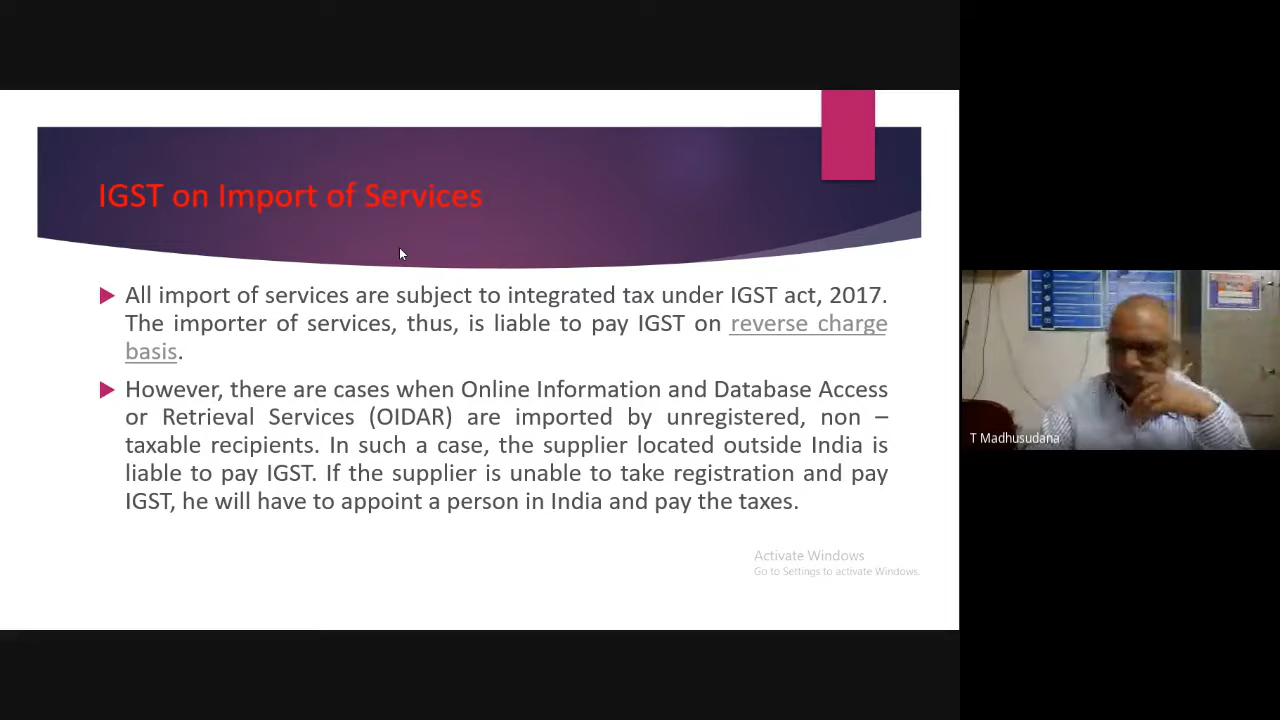 IGST on Import of Services
All import of services are subject to integrated tax under IGST act, 2017.
The importer of services, thus, is liable to pay IGST on reverse charge
basis.
However, there are cases when Online Information and Database Access
or Retrieval Services (OIDAR) are imported by unregistered, non –
taxable recipients. In such a case, the supplier located outside India is
liable to pay IGST. If the supplier is unable to take registration and pay
IGST, he will have to appoint a person in India and pay the taxes.
Activate Windows
Go to Settings to activate Windows.
T Madhusudana